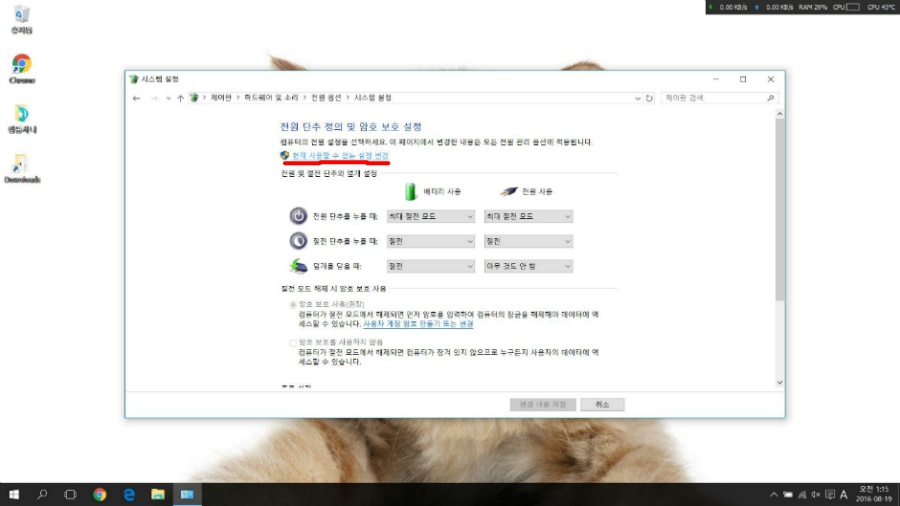 0.00 KB/s 0.00 KB/s RAM 29% CPU CPU 42°C
휴지통
Chrome
Downloads
시스템 설정
제어판 > 하드웨어 및 소리 > 전원 옵션 > 시스템 설정
제어판 검색
전원 단추 정의 및 암호 보호 설정
컴퓨터의 전원 설정을 선택하세요. 이 페이지에서 변경한 내용은 모든 전원 관리 옵션에 적용됩니다.
현재 사용할 수 없는 설정 변경
전원 및 절전 단추와 덮개 설정
배터리 사용 전원 사용
전원 단추를 누를 때: 최대 절전 모드 최대 절전 모드
절전 단추를 누를 때: 절전 절전
덮개를 닫을 때: 절전 아무 것도 안 함
절전 모드 해제 시 암호 보호 사용
암호 보호 사용(권장)
컴퓨터가 절전 모드에서 해제되면 먼저 암호를 입력하여 컴퓨터의 잠금을 해제해야 데이터에 액
세스할 수 있습니다. 사용자 계정 암호 만들기 또는 변경
암호 보호를 사용하지 않음
컴퓨터가 절전 모드에서 해제되면 컴퓨터가 잠겨 있지 않으므로 누구든지 사용자의 데이터에 액
세스할 수 있습니다.
변경 내용 저장 취소
A
오전 1:15
2016-08-19